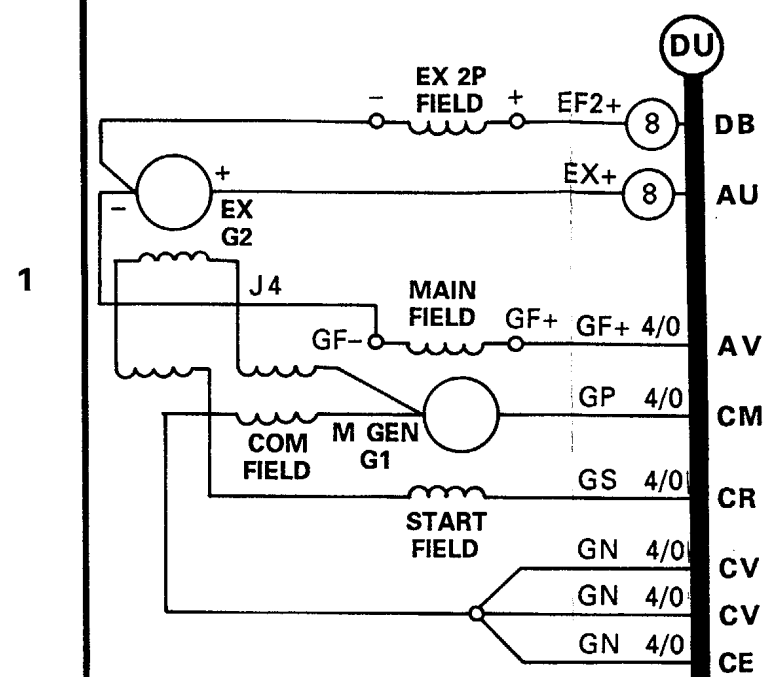 DU
EX 2P
FIELD
− +
EF2+ 8 DB
+
EX+ 8 AU
−
EX
G2
1
J4
MAIN
FIELD
GF− GF+ GF+ 4/0 AV
GP 4/0 CM
COM
FIELD
M GEN
G1
GS 4/0 CR
START
FIELD
GN 4/0 CV
GN 4/0 CV
GN 4/0 CE